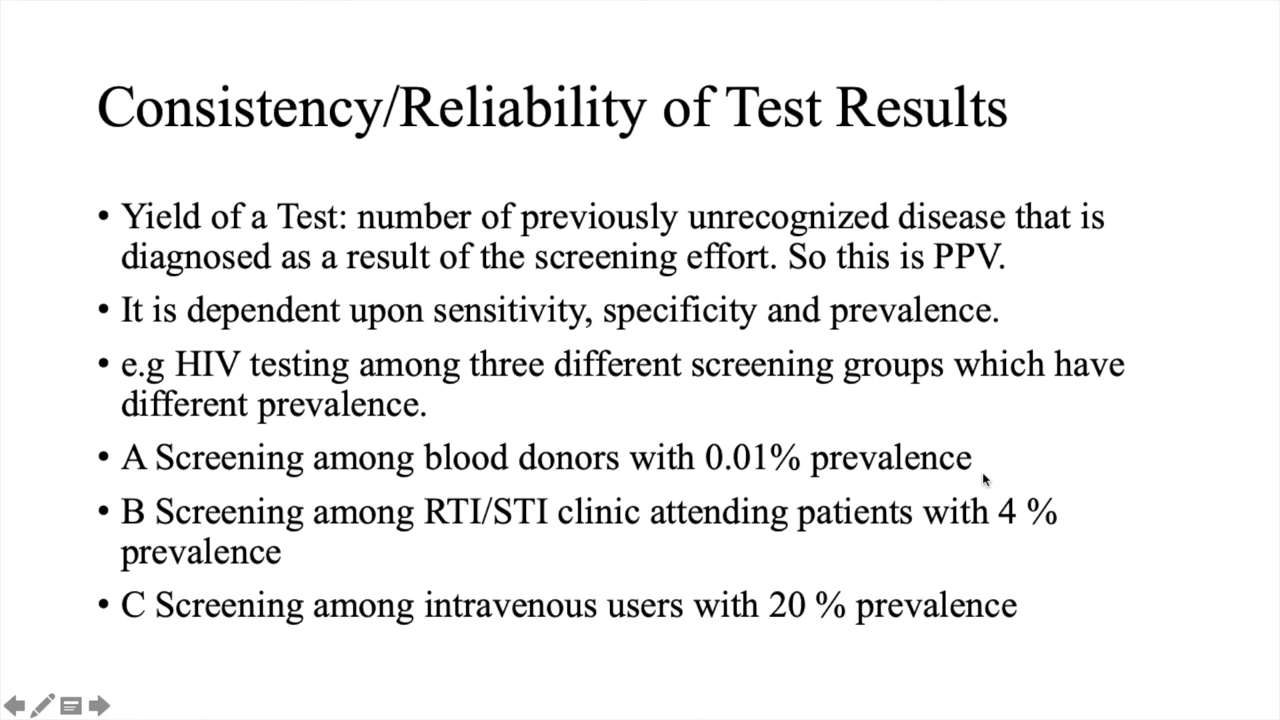 Consistency/Reliability of Test Results
• Yield of a Test: number of previously unrecognized disease that is
diagnosed as a result of the screening effort. So this is PPV.
• It is dependent upon sensitivity, specificity and prevalence.
• e.g HIV testing among three different screening groups which have
different prevalence.
• A Screening among blood donors with 0.01% prevalence
• B Screening among RTI/STI clinic attending patients with 4 %
prevalence
• C Screening among intravenous users with 20 % prevalence